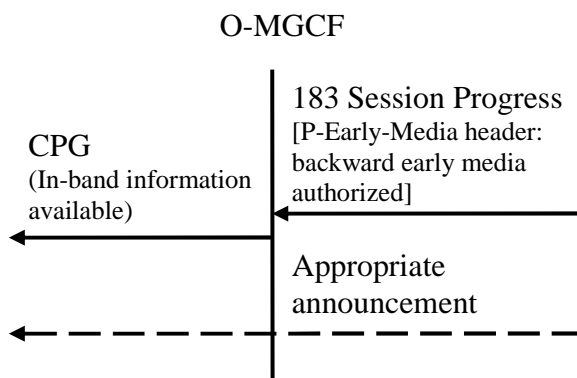 O-MGCF
183 Session Progress
[P-Early-Media header:
backward early media
authorized]
CPG
(In-band information
available)
Appropriate
announcement